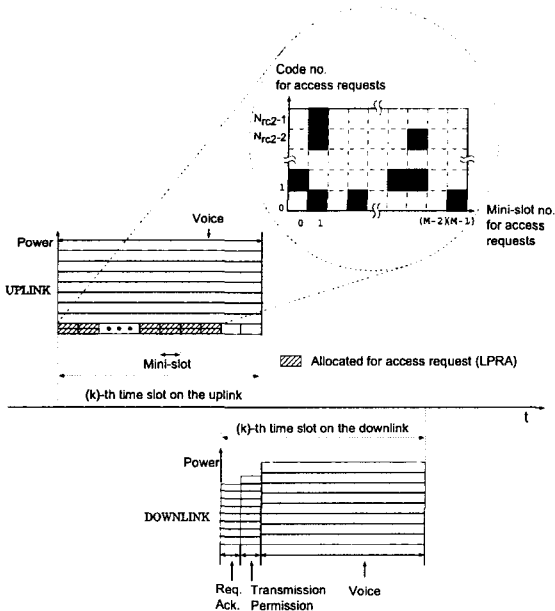 Code no.
for access requests
Nrc2-1
Nrc2-2
1
0
0 1 (M-2)(M-1)
Mini-slot no.
for access
requests
Voice
Power
UPLINK
Mini-slot
Allocated for access request (LPRA)
(k)-th time slot on the uplink
t
(k)-th time slot on the downlink
Power
DOWNLINK
Req.
Ack.
Transmission
Permission
Voice